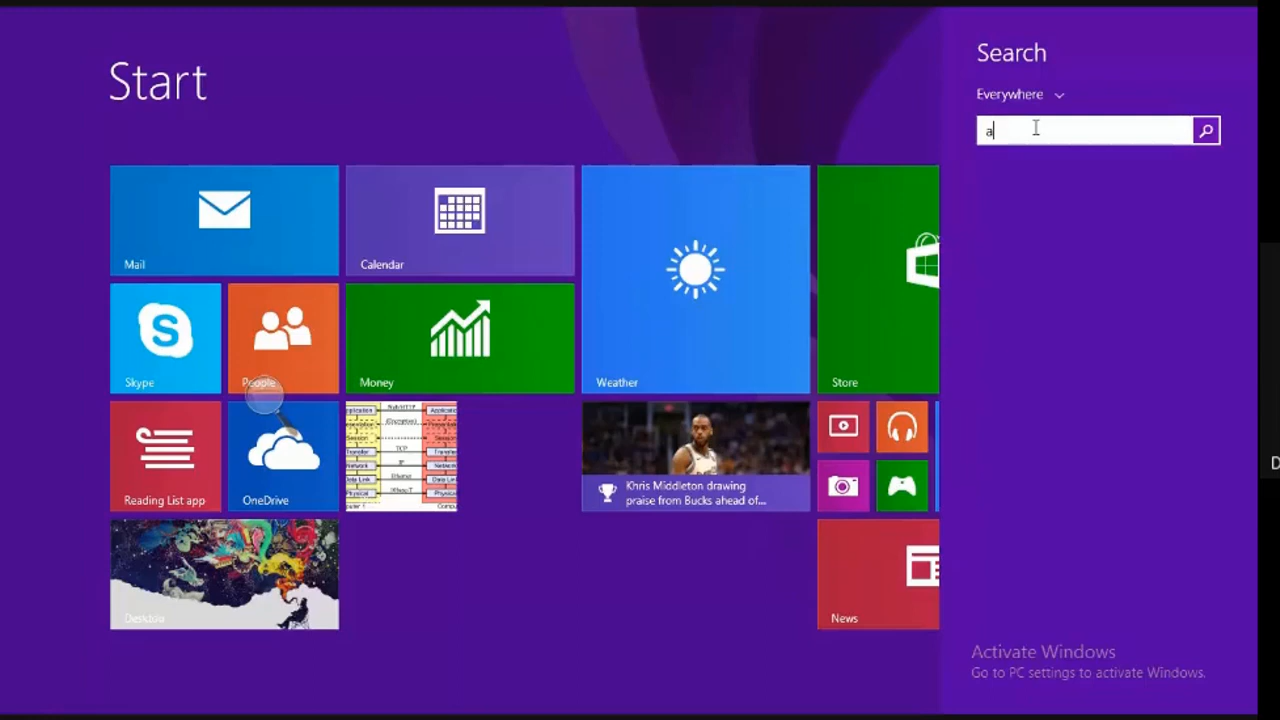 Start
Search
Everywhere
a
Mail
Calendar
Skype
People
Money
Weather
Store
Reading List app
OneDrive
Khris Middleton drawing
praise from Bucks ahead of...
Desktop
News
Activate Windows
Go to PC settings to activate Windows.
D